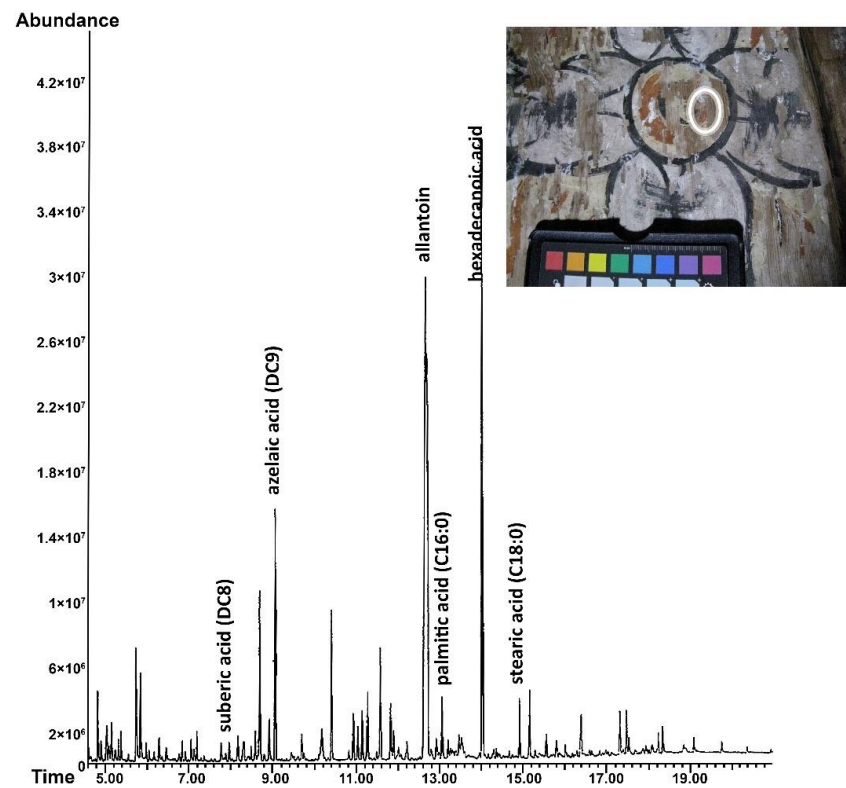 Abundance
4.2×10⁷
3.8×10⁷
3.4×10⁷
3×10⁷
2.6×10⁷
2.2×10⁷
1.8×10⁷
1.4×10⁷
1×10⁷
6×10⁶
2×10⁶
0
suberic acid (DC8)
azelaic acid (DC9)
allantoin
palmitic acid (C16:0)
hexadecanoic acid
stearic acid (C18:0)
Time
5.00
7.00
9.00
11.00
13.00
15.00
17.00
19.00